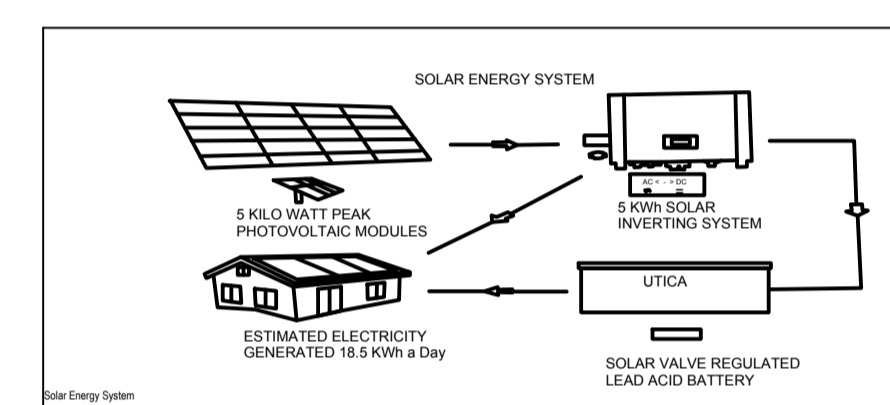 SOLAR ENERGY SYSTEM
AC < - > DC
5 KILO WATT PEAK
PHOTOVOLTAIC MODULES
5 KWh SOLAR
INVERTING SYSTEM
UTICA
ESTIMATED ELECTRICITY
GENERATED 18.5 KWh a Day
SOLAR VALVE REGULATED
LEAD ACID BATTERY
Solar Energy System